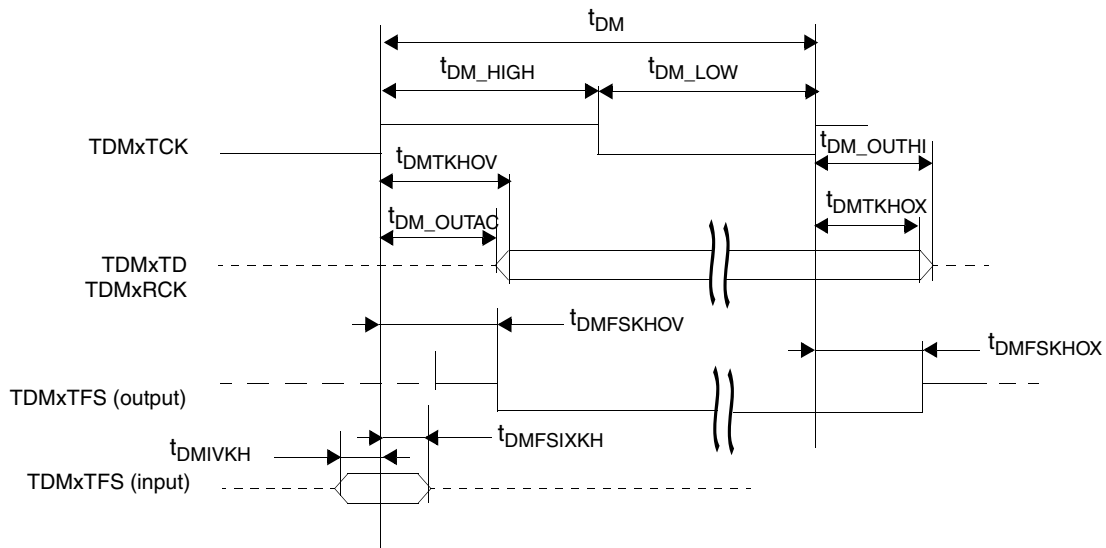 tDM
tDM_HIGH
tDM_LOW
TDMxTCK
tDM_OUTHI
tDMTKHOV
tDMTKHOX
tDM_OUTAC
TDMxTD
TDMxRCK
tDMFSKHOV
tDMFSKHOX
TDMxTFS (output)
tDMIVKH
tDMFSIXKH
TDMxTFS (input)